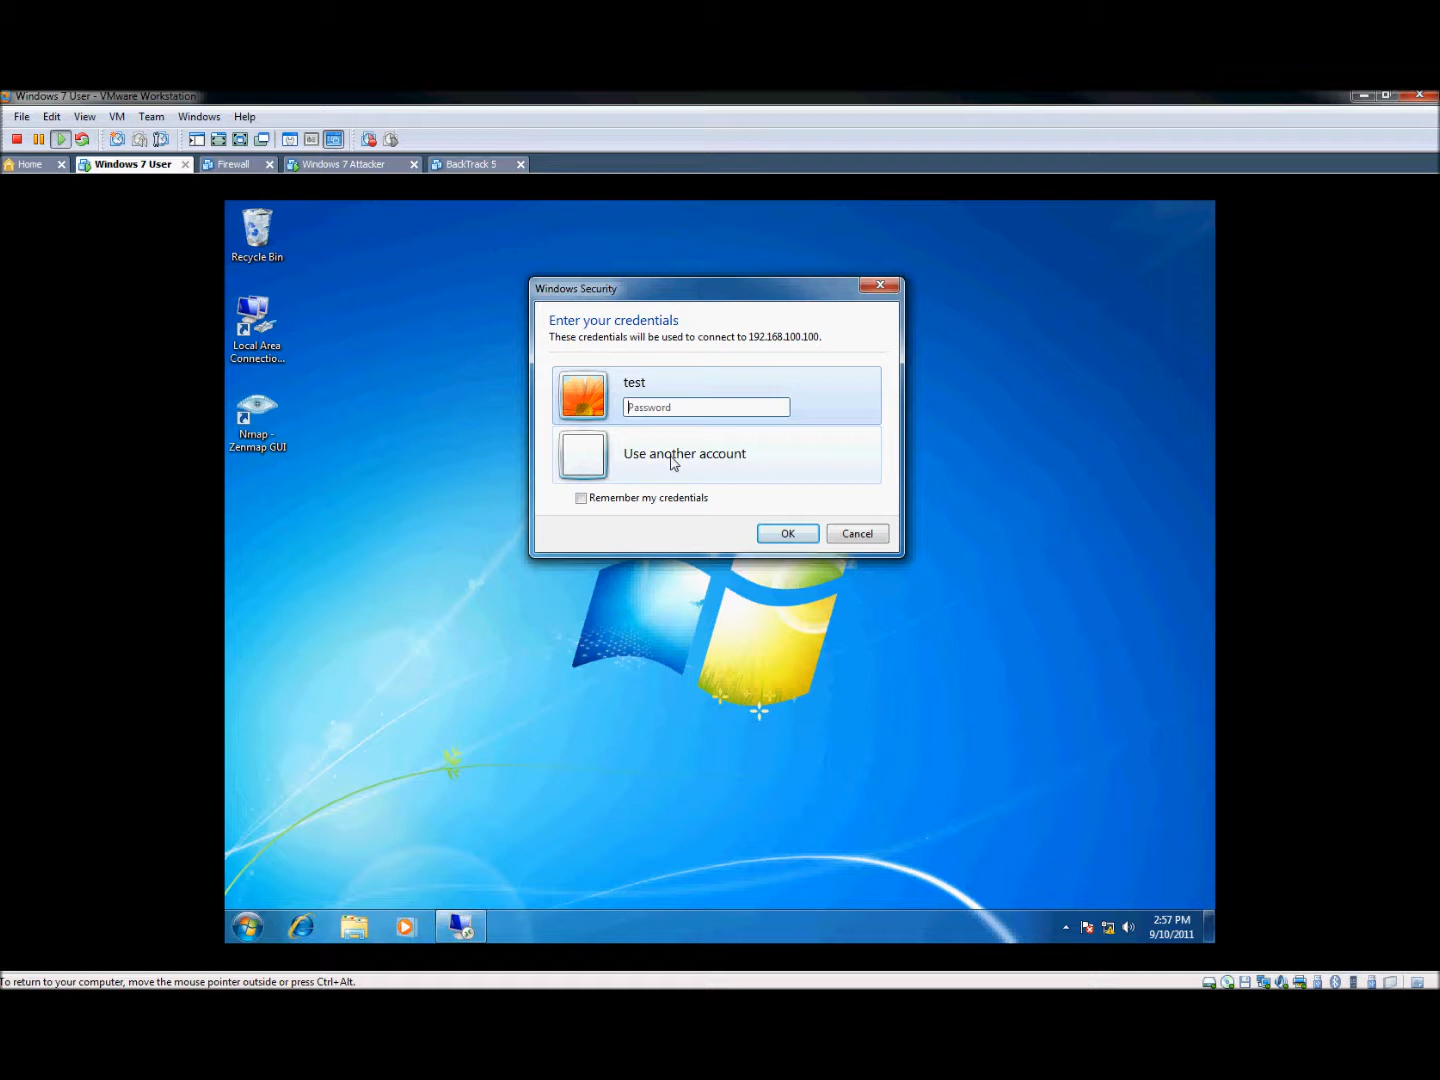 Windows 7 User - VMware Workstation
File Edit View VM Team Windows Help
Home Windows 7 User Firewall Windows 7 Attacker BackTrack 5
Recycle Bin
Local Area
Connectio...
Nmap -
Zenmap GUI
Windows Security
Enter your credentials
These credentials will be used to connect to 192.168.100.100.
test
Password
Use another account
Remember my credentials
OK Cancel
2:57 PM
9/10/2011
To return to your computer, move the mouse pointer outside or press Ctrl+Alt.